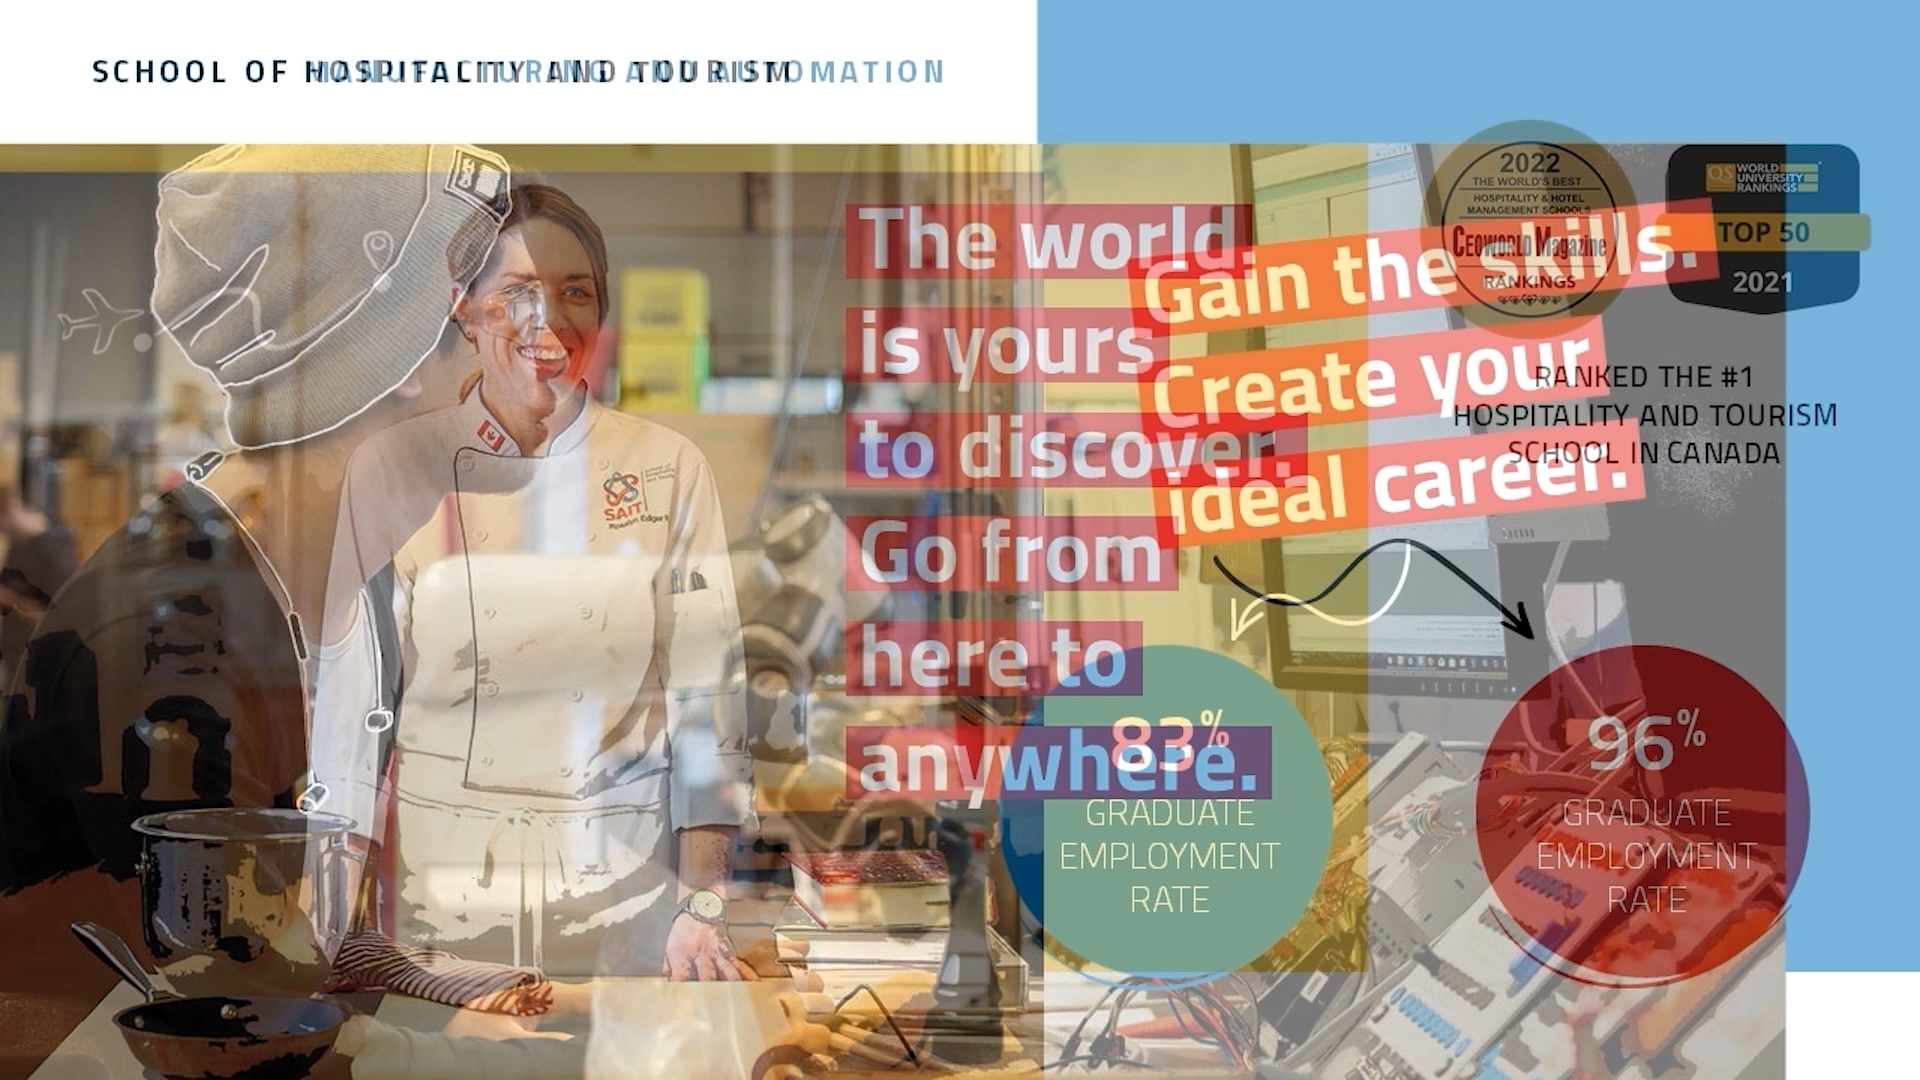 SCHOOL OF HOSPITALITY AND TOURISM
MANUFACTURING AND AUTOMATION
The world
is yours
to discover.
Go from
here to
anywhere.
Gain the skills.
Create your
ideal career.
2022
THE WORLD'S BEST
HOSPITALITY & HOTEL
MANAGEMENT SCHOOLS
CEOWORLD Magazine
RANKINGS
QS WORLD
UNIVERSITY
RANKINGS
TOP 50
2021
RANKED THE #1
HOSPITALITY AND TOURISM
SCHOOL IN CANADA
SAIT
83%
GRADUATE
EMPLOYMENT
RATE
96%
GRADUATE
EMPLOYMENT
RATE